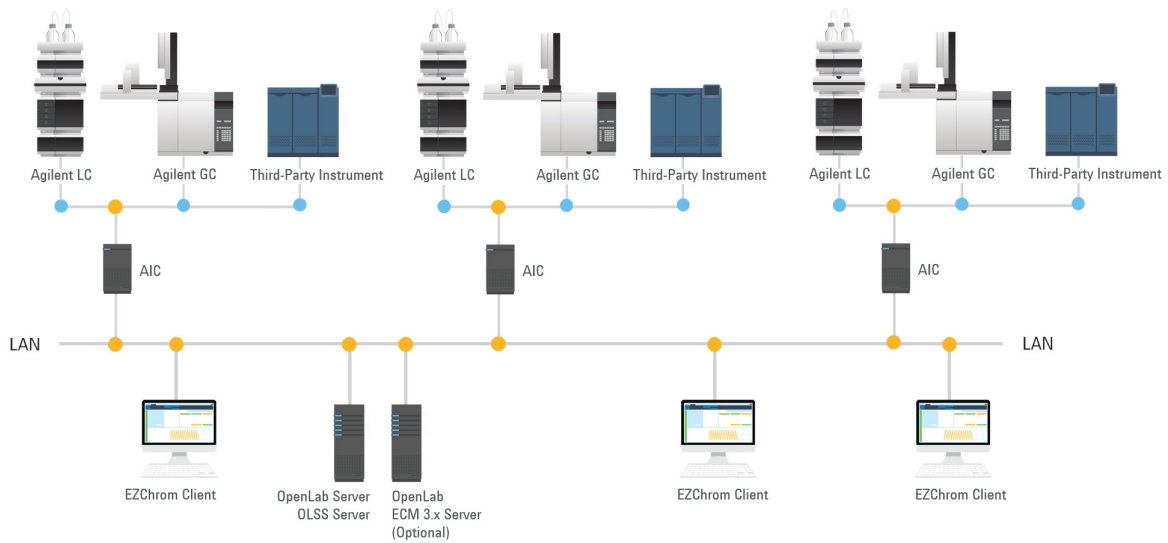 Agilent LC
Agilent GC
Third-Party Instrument
Agilent LC
Agilent GC
Third-Party Instrument
Agilent LC
Agilent GC
Third-Party Instrument
AIC
AIC
AIC
LAN
LAN
EZChrom Client
OpenLab Server
OLSS Server
OpenLab
ECM 3.x Server
(Optional)
EZChrom Client
EZChrom Client